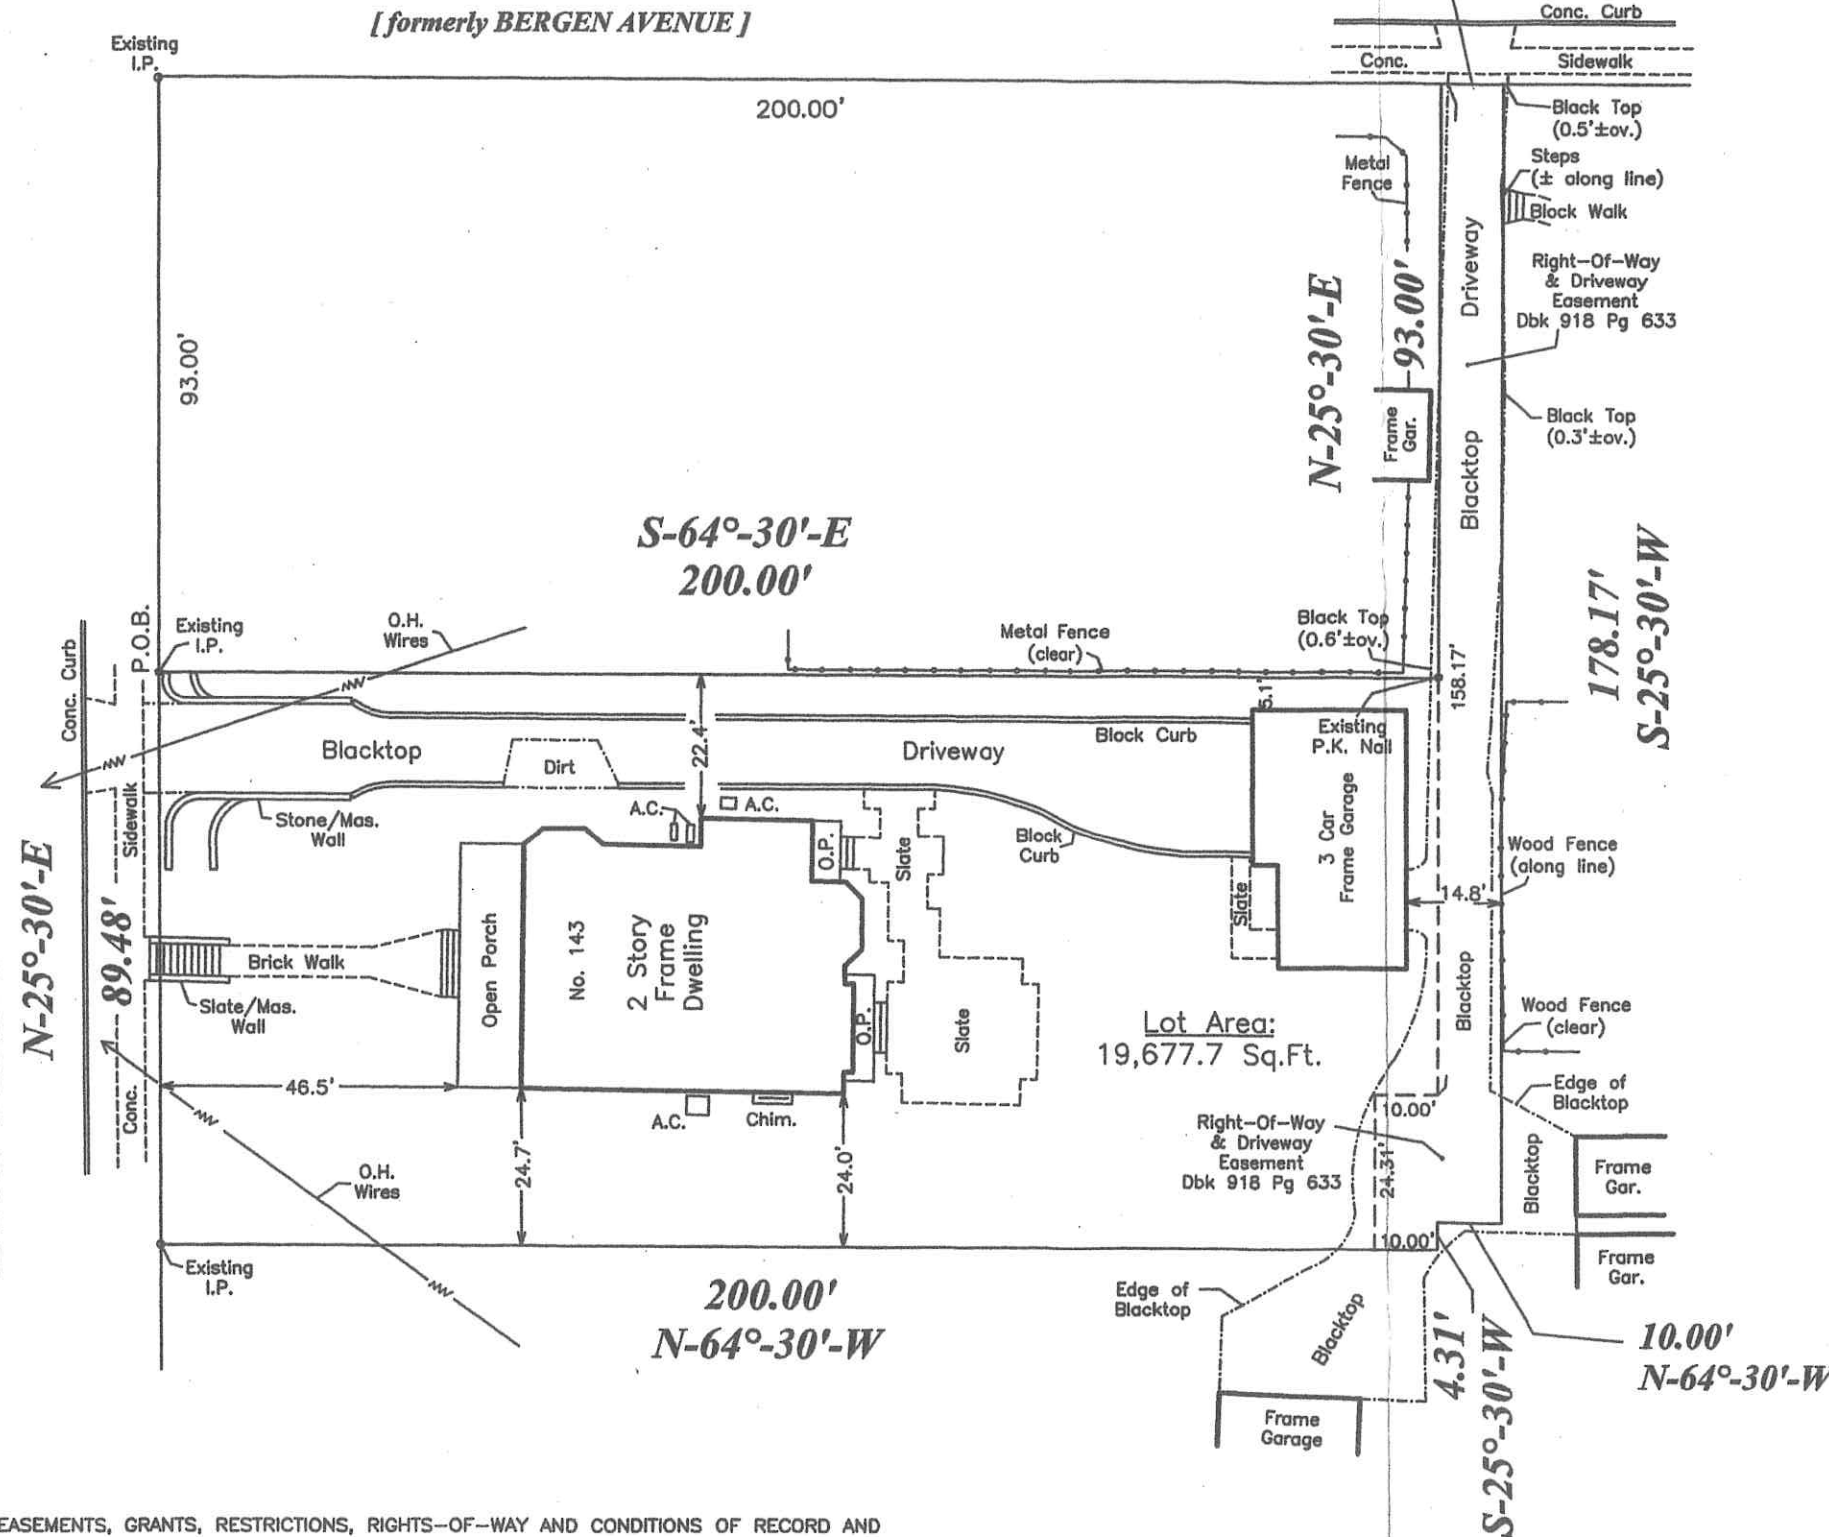 [formerly BERGEN AVENUE]
Conc. Curb
Existing
I.P.
Conc.
Sidewalk
200.00'
Black Top
(0.5'±ov.)
Metal
Fence
Steps
(± along line)
Block Walk
Driveway
Right-Of-Way
& Driveway
Easement
Dbk 918 Pg 633
93.00'
N-25°-30'-E
93.00'
Frame
Gar.
Blacktop
Black Top
(0.3'±ov.)
S-64°-30'-E
200.00'
178.17'
S-25°-30'-W
P.O.B.
Existing
I.P.
O.H.
Wires
Metal Fence
(clear)
Black Top
(0.6'±ov.)
158.17'
Conc. Curb
5.1'
Existing
P.K. Nail
22.4'
Blacktop
Driveway
Block Curb
Dirt
A.C.
A.C.
Sidewalk
Stone/Mas.
Wall
O.P.
Slate
Block
Curb
3 Car
Frame Garage
Wood Fence
(along line)
14.8'
Slate
N-25°-30'-E
89.48'
Brick Walk
Slate/Mas.
Wall
Open Porch
No. 143
2 Story
Frame
Dwelling
O.P.
Slate
Lot Area:
19,677.7 Sq.Ft.
Blacktop
Wood Fence
(clear)
46.5'
Conc.
A.C.
Chim.
Edge of
Blacktop
10.00'
Right-Of-Way
& Driveway
Easement
Dbk 918 Pg 633
24.31'
Blacktop
Frame
Gar.
24.7'
24.0'
O.H.
Wires
10.00'
Existing
I.P.
Frame
Gar.
200.00'
N-64°-30'-W
Edge of
Blacktop
Blacktop
4.31'
S-25°-30'-W
10.00'
N-64°-30'-W
Frame
Garage
EASEMENTS, GRANTS, RESTRICTIONS, RIGHTS-OF-WAY AND CONDITIONS OF RECORD AND